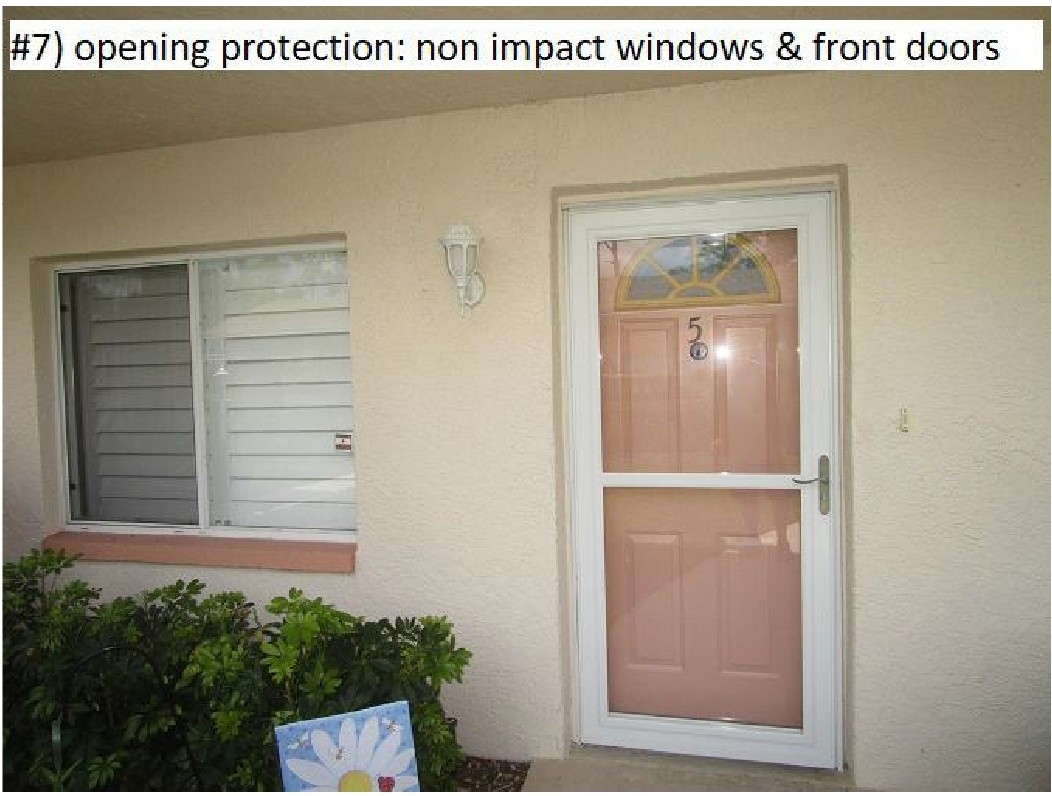 #7) opening protection: non impact windows & front doors
5